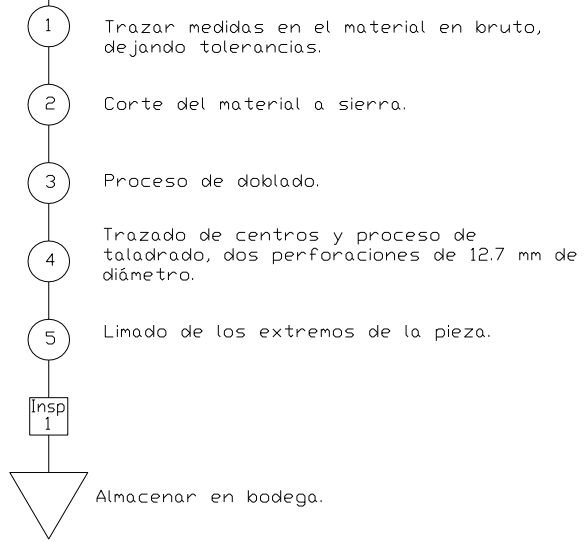 1
Trazar medidas en el material en bruto,
dejando tolerancias.
2
Corte del material a sierra.
3
Proceso de doblado.
4
Trazado de centros y proceso de
taladrado, dos perforaciones de 12.7 mm de
diámetro.
5
Limado de los extremos de la pieza.
Insp
1
Almacenar en bodega.